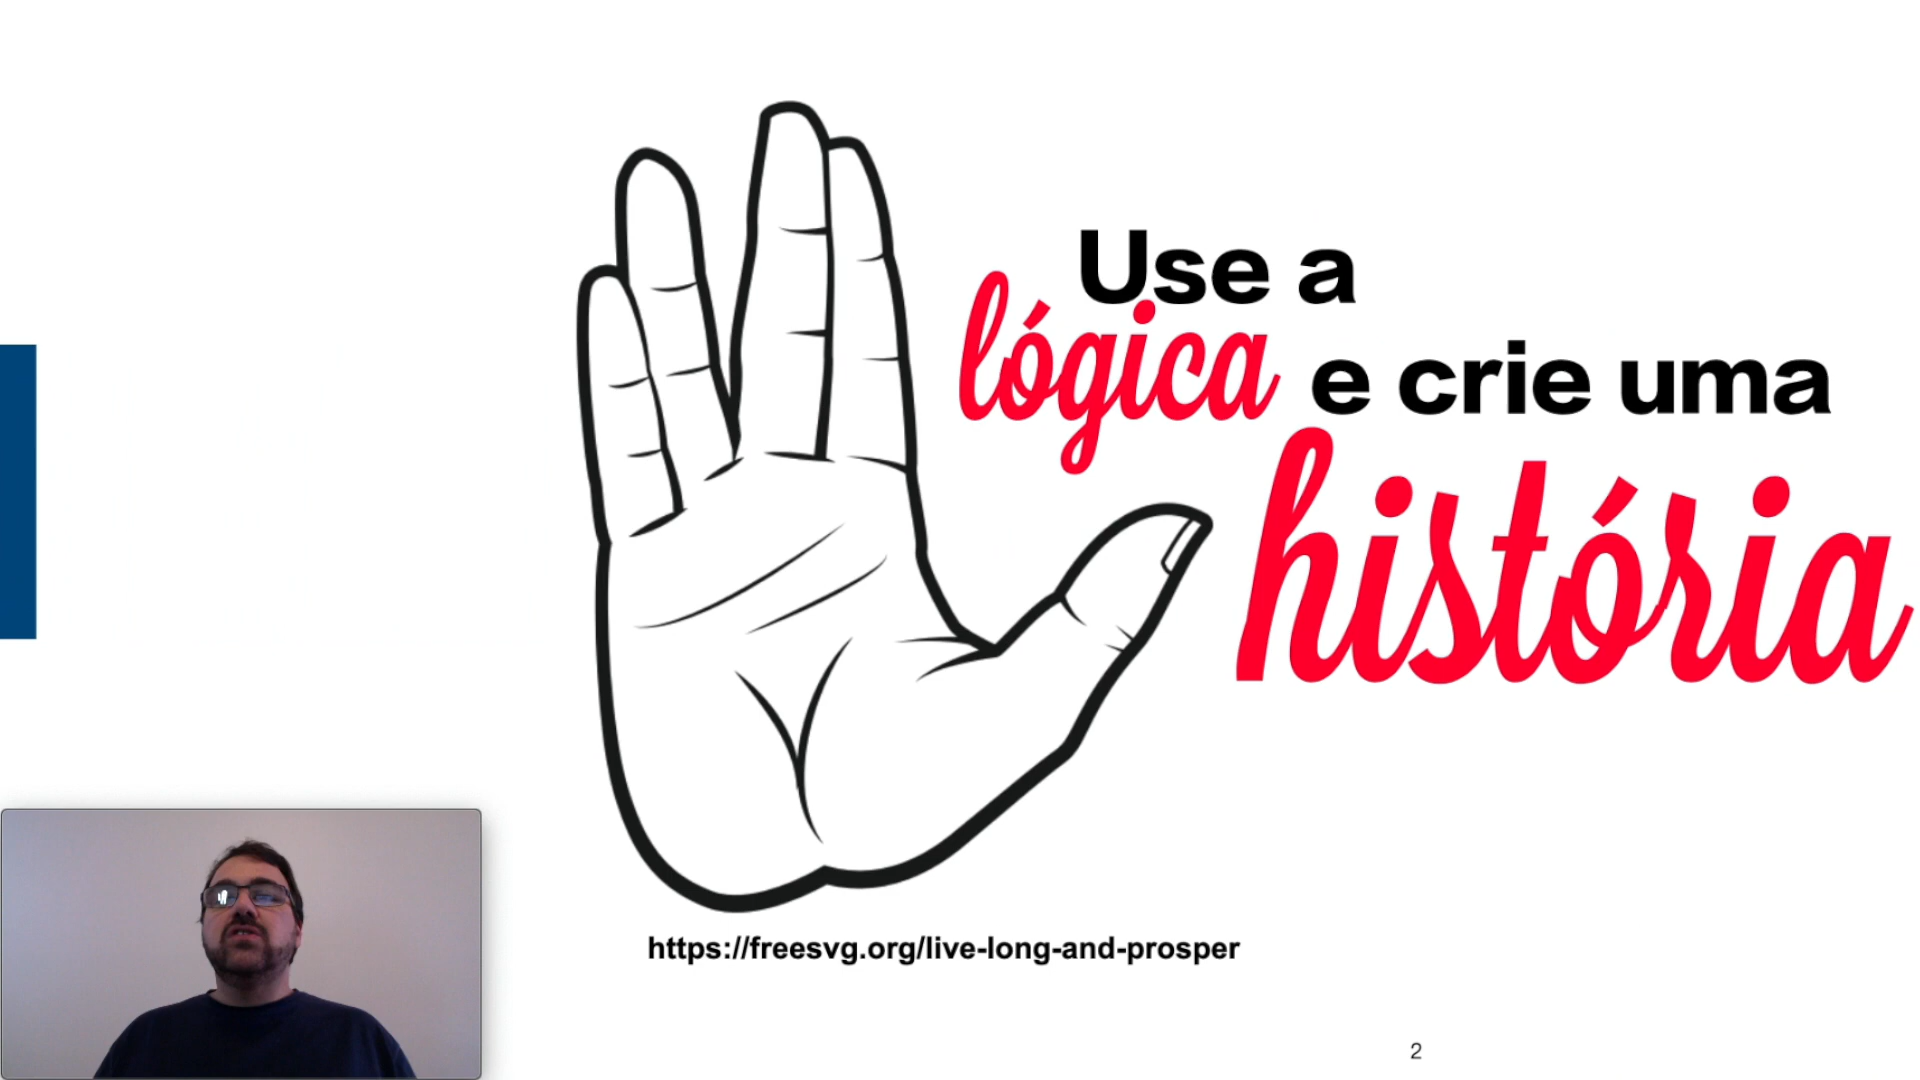 Use a
lógica e crie uma
história
https://freesvg.org/live-long-and-prosper
2